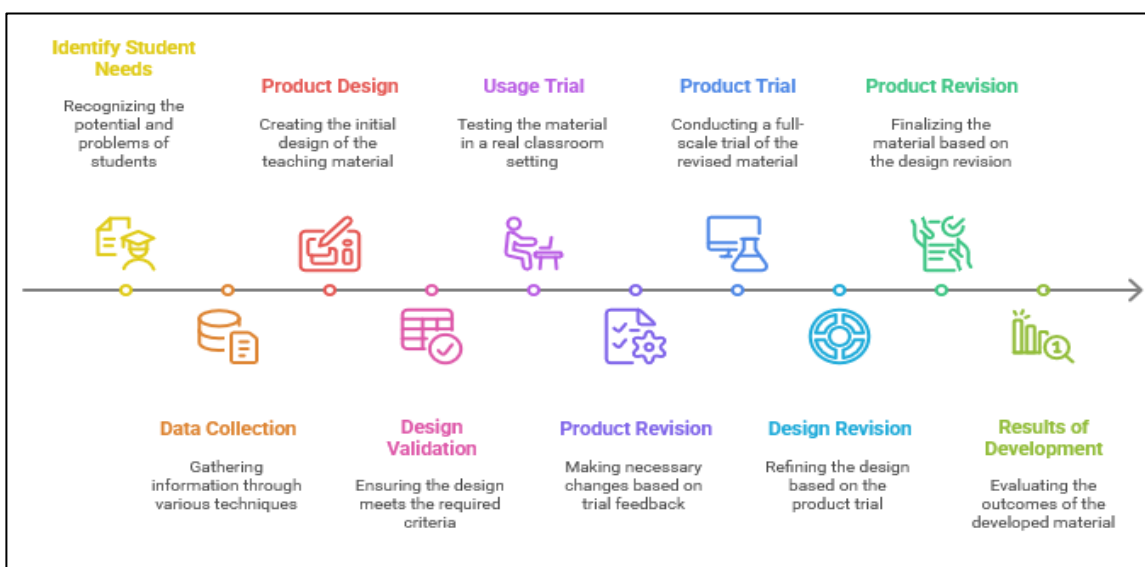 Identify Student
Needs
Recognizing the
potential and
problems of
students
Product Design
Creating the initial
design of the
teaching material
Usage Trial
Testing the material
in a real classroom
setting
Product Trial
Conducting a full-
scale trial of the
revised material
Product Revision
Finalizing the
material based on
the design revision
1
Data Collection
Gathering
information through
various techniques
Design
Validation
Ensuring the design
meets the required
criteria
Product Revision
Making necessary
changes based on
trial feedback
Design Revision
Refining the design
based on the
product trial
Results of
Development
Evaluating the
outcomes of the
developed material